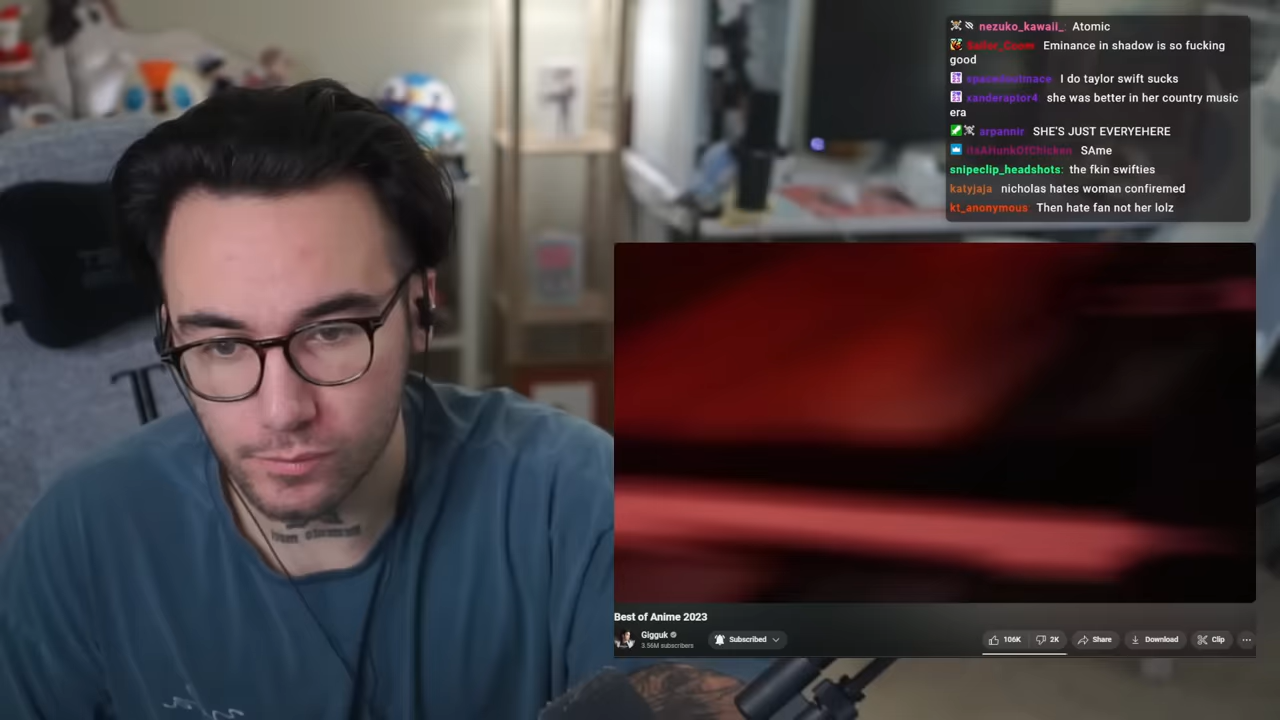 nezuko_kawaii_: Atomic
Sailor_Coom Eminance in shadow is so fucking
good
I do taylor swift sucks
xanderaptor4 she was better in her country music
era
arpannir SHE'S JUST EVERYEHERE
ItsAHunkOfChicken SAme
snipeclip_headshots: the fkin swifties
katyjaja nicholas hates woman confiremed
kt_anonymous Then hate fan not her lolz
Best of Anime 2023
Gigguk
3.56M subscribers
Subscribed
106K
2K
Share
Download
Clip